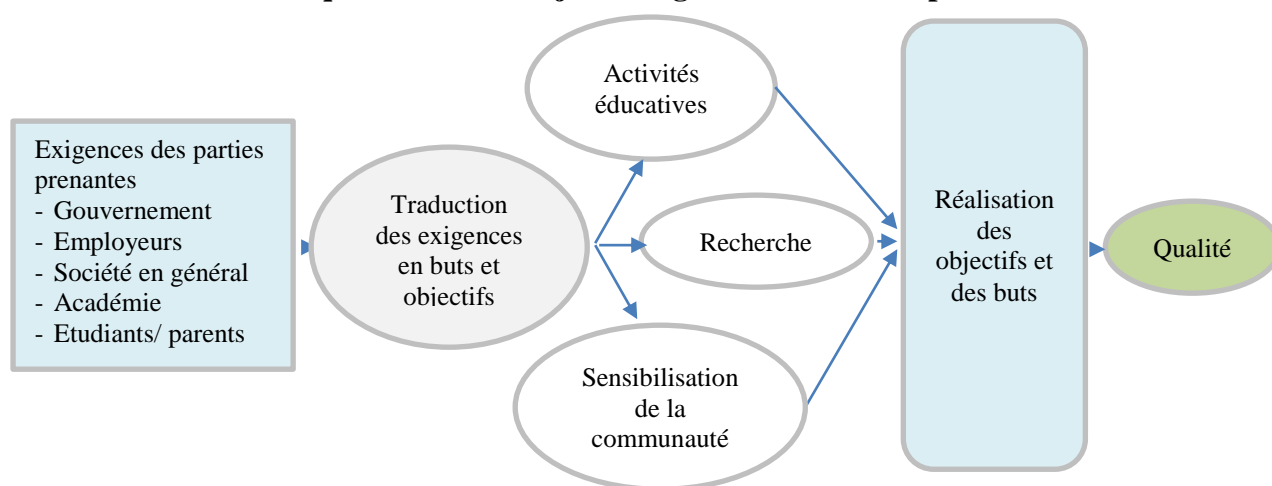 Exigences des parties
prenantes
- Gouvernement
- Employeurs
- Société en général
- Académie
- Etudiants/ parents
Traduction
des exigences
en buts et
objectifs
Activités
éducatives
Recherche
Sensibilisation
de la
communauté
Réalisation
des
objectifs et
des buts
Qualité